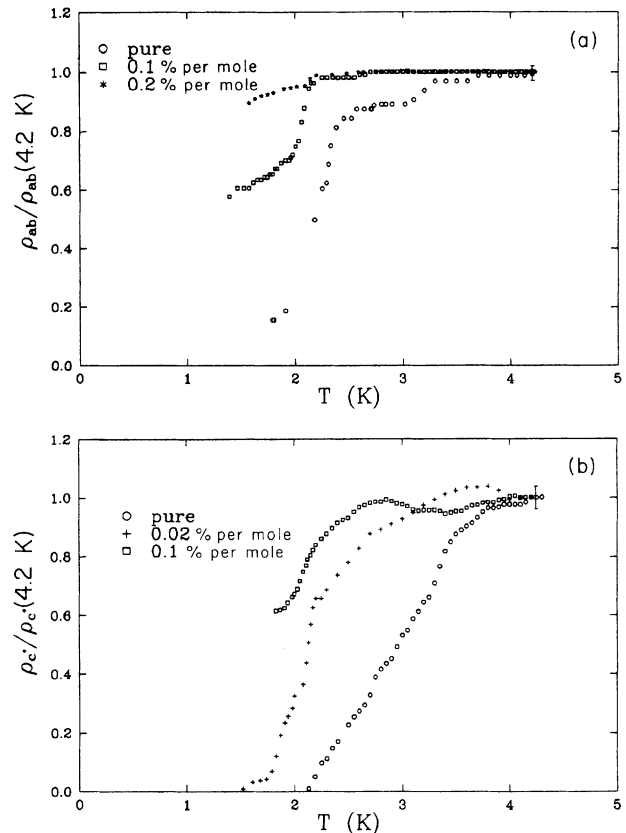 (a)
○ pure
□ 0.1 % per mole
* 0.2 % per mole
ρab/ρab(4.2 K)
1.2
1.0
0.8
0.6
0.4
0.2
0.0
0 1 2 3 4 5
T (K)
(b)
○ pure
+ 0.02 % per mole
□ 0.1 % per mole
ρc*/ρc*(4.2 K)
1.2
1.0
0.8
0.6
0.4
0.2
0.0
0 1 2 3 4 5
T (K)